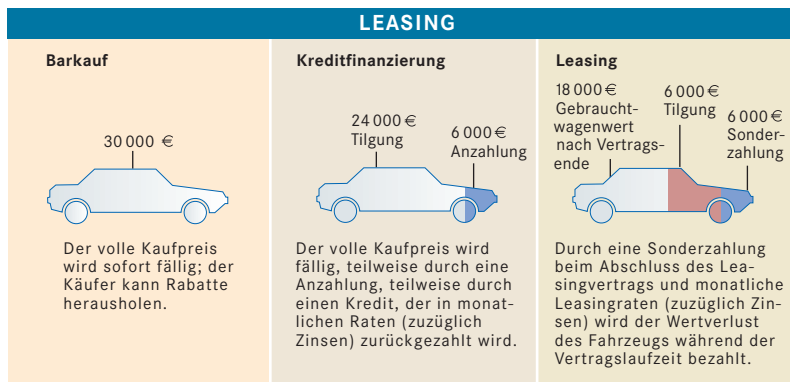 LEASING
Barkauf
30 000 €
Der volle Kaufpreis
wird sofort fällig; der
Käufer kann Rabatte
herausholen.
Kreditfinanzierung
24 000 €
Tilgung
6 000 €
Anzahlung
Der volle Kaufpreis wird
fällig, teilweise durch eine
Anzahlung, teilweise durch
einen Kredit, der in monat-
lichen Raten (zuzüglich
Zinsen) zurückgezahlt wird.
Leasing
18 000 €
Gebraucht-
wagenwert
nach Vertrags-
ende
6 000 €
Tilgung
6 000 €
Sonder-
zahlung
Durch eine Sonderzahlung
beim Abschluss des Lea-
singvertrags und monatliche
Leasingraten (zuzüglich Zin-
sen) wird der Wertverlust
des Fahrzeugs während der
Vertragslaufzeit bezahlt.